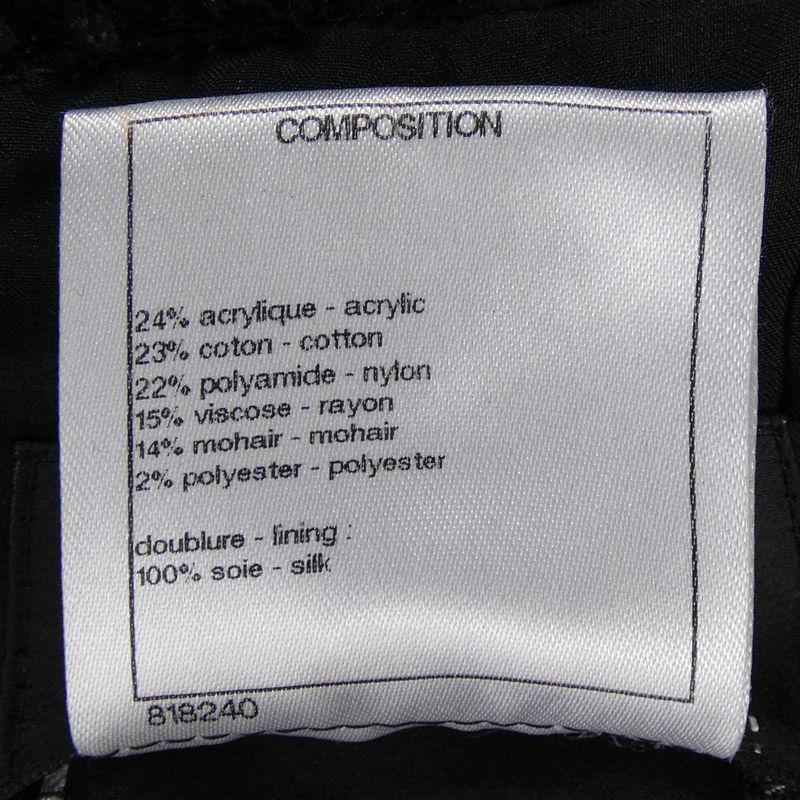 COMPOSITION
24% acrylique - acrylic
23% coton - cotton
22% polyamide - nylon
15% viscose - rayon
14% mohair - mohair
2% polyester - polyester
doublure - lining :
100% soie - silk
818240